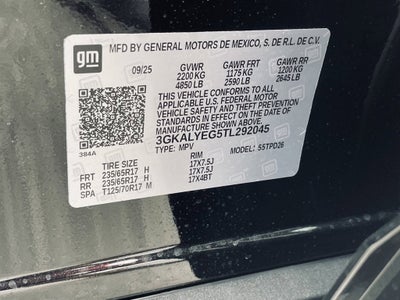 gm
MFD BY GENERAL MOTORS DE MEXICO, S. DE R.L. DE C.V.
09/25 GVWR GAWR FRT GAWR RR
2200 KG 1175 KG 1200 KG
4850 LB 2590 LB 2645 LB
THIS VEHICLE CONFORMS TO ALL
APPLICABLE U.S. FEDERAL MOTOR
VEHICLE SAFETY, BUMPER, AND THEFT
PREVENTION STANDARDS IN EFFECT ON THE
DATE OF MANUFACTURE SHOWN ABOVE.
3GKALYEG5TL292045
384A TYPE: MPV MODEL: 55TPD26
TIRE SIZE RIM
FRT 235/65R17 H 17X7.5J
RR 235/65R17 H 17X7.5J
SPA T125/70R17 M 17X4BT